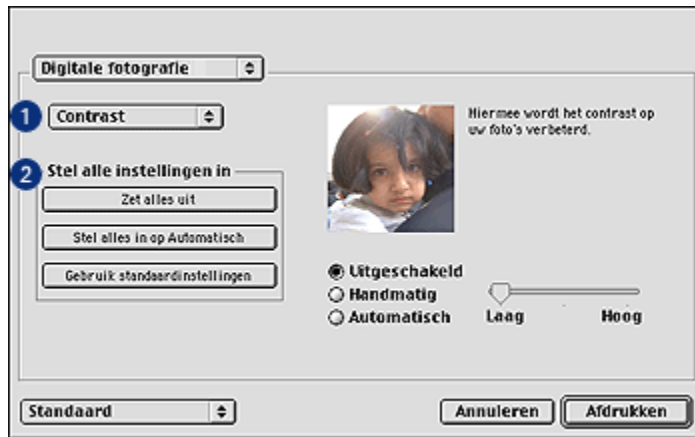 Digitale fotografie
1
Contrast
Hiermee wordt het contrast op
uw foto's verbeterd.
2
Stel alle instellingen in
Zet alles uit
Stel alles in op Automatisch
Gebruik standaardinstellingen
Uitgeschakeld
Handmatig
Automatisch
Laag
Hoog
Standaard
Annuleren
Afdrukken